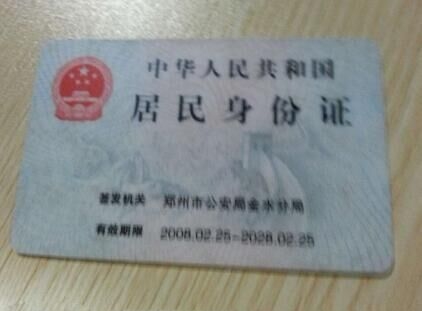 中华人民共和国
居民身份证
签发机关 郑州市公安局金水分局
有效期限 2008.02.25-2028.02.25